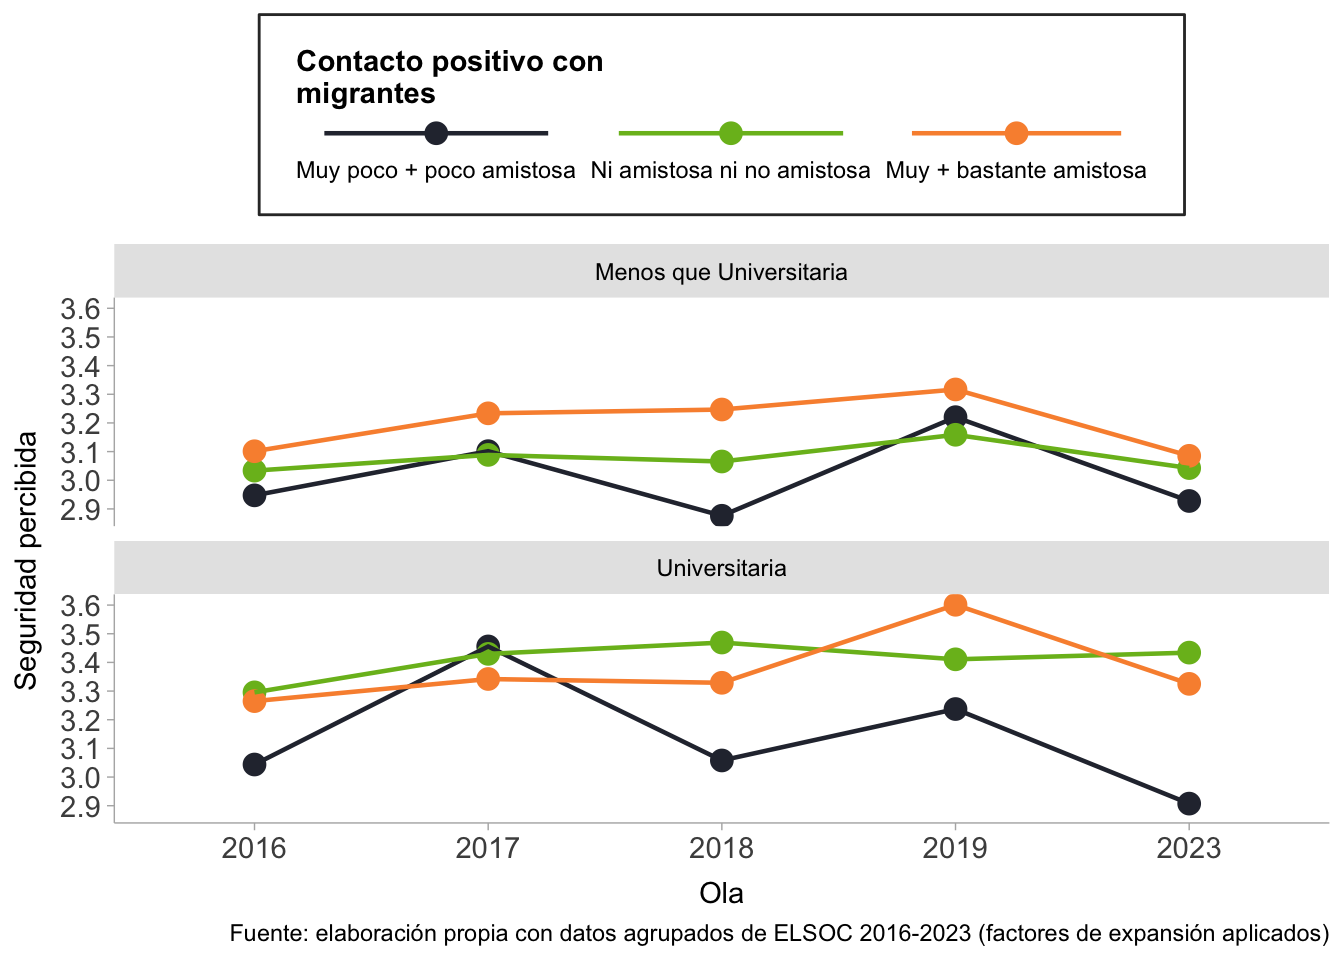 Contacto positivo con
migrantes
Muy poco + poco amistosa
Ni amistosa ni no amistosa
Muy + bastante amistosa
Seguridad percibida
Menos que Universitaria
3.6
3.5
3.4
3.3
3.2
3.1
3.0
2.9
Universitaria
3.6
3.5
3.4
3.3
3.2
3.1
3.0
2.9
2016 2017 2018 2019 2023
Ola
Fuente: elaboración propia con datos agrupados de ELSOC 2016-2023 (factores de expansión aplicados)